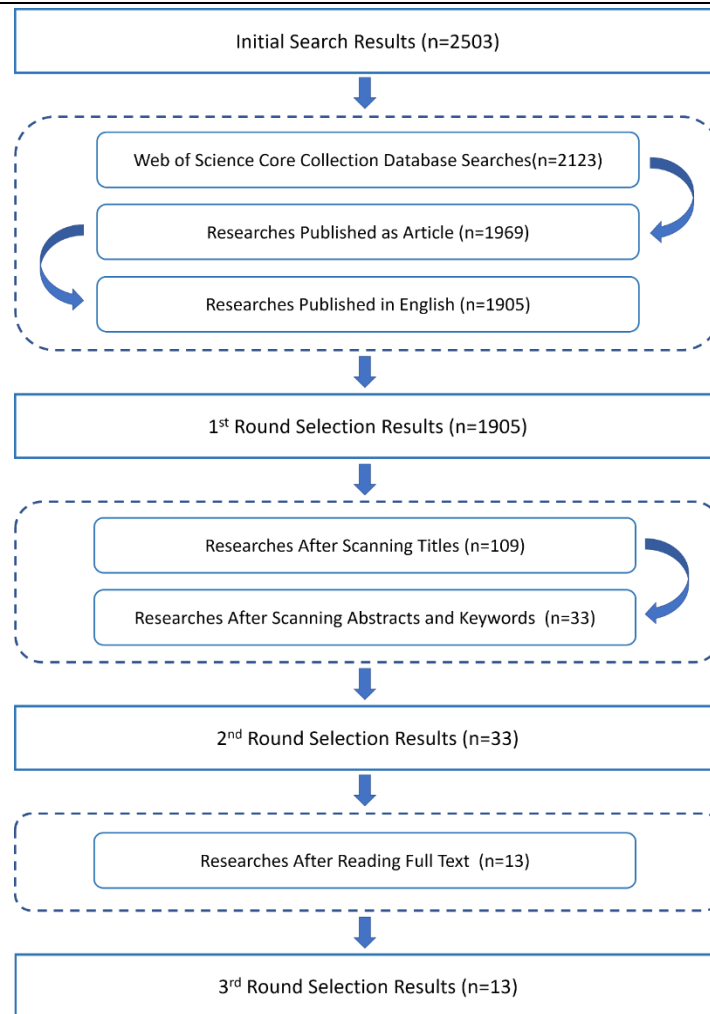 Initial Search Results (n=2503)
Web of Science Core Collection Database Searches(n=2123)
Researches Published as Article (n=1969)
Researches Published in English (n=1905)
1st Round Selection Results (n=1905)
Researches After Scanning Titles (n=109)
Researches After Scanning Abstracts and Keywords (n=33)
2nd Round Selection Results (n=33)
Researches After Reading Full Text (n=13)
3rd Round Selection Results (n=13)